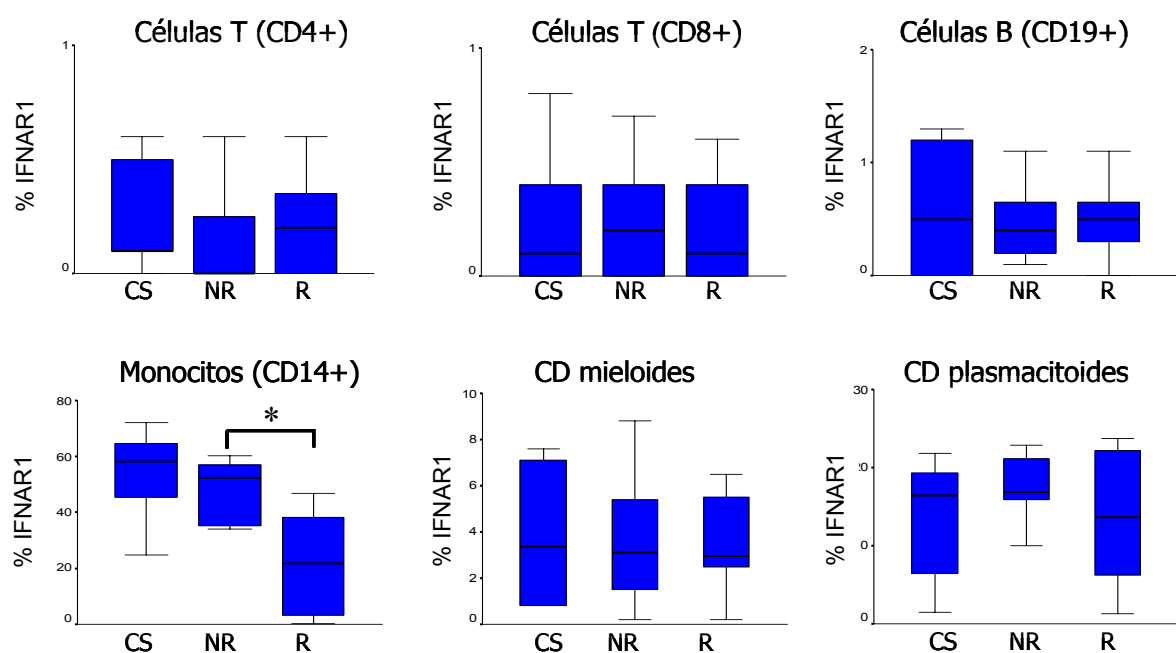 Células T (CD4+)
Células T (CD8+)
Células B (CD19+)
% IFNAR1
1
0
CS NR R
% IFNAR1
1
0
CS NR R
% IFNAR1
2
1
0
CS NR R
Monocitos (CD14+)
CD mieloides
CD plasmacitoides
% IFNAR1
80
60
40
20
0
*
CS NR R
% IFNAR1
10
8
6
4
2
0
CS NR R
% IFNAR1
30
20
0
0
CS NR R